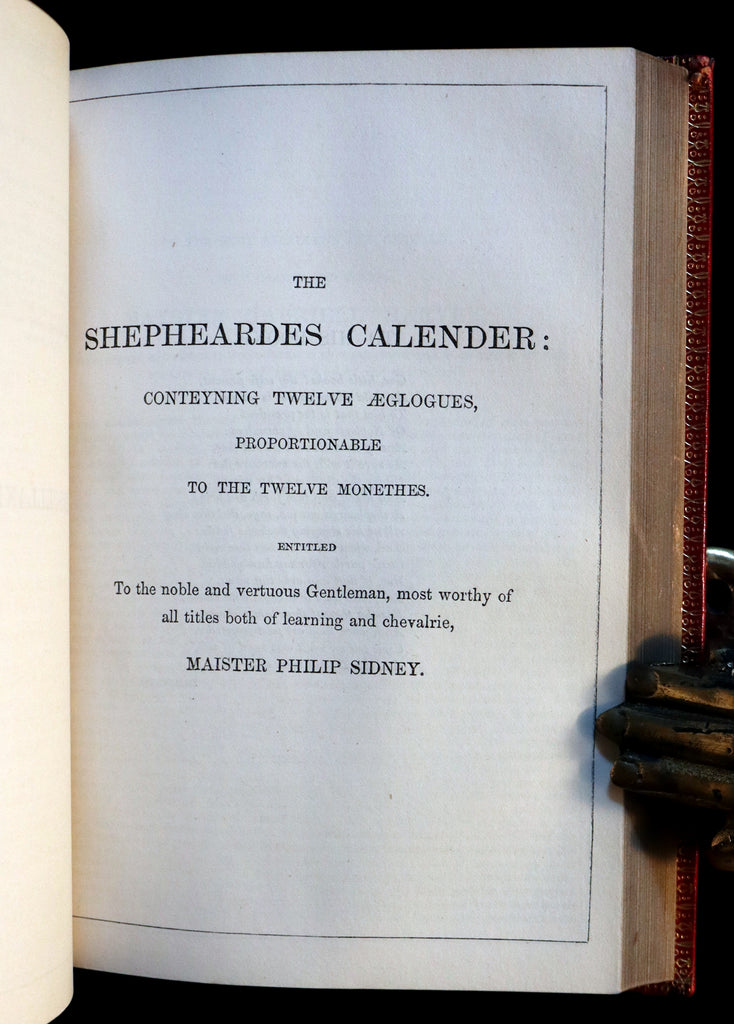 THE
SHEPHEARDES CALENDER:
CONTEYNING TWELVE ÆGLOGUES,
PROPORTIONABLE
TO THE TWELVE MONETHES.
ENTITLED
To the noble and vertuous Gentleman, most worthy of
all titles both of learning and chevalrie,
MAISTER PHILIP SIDNEY.